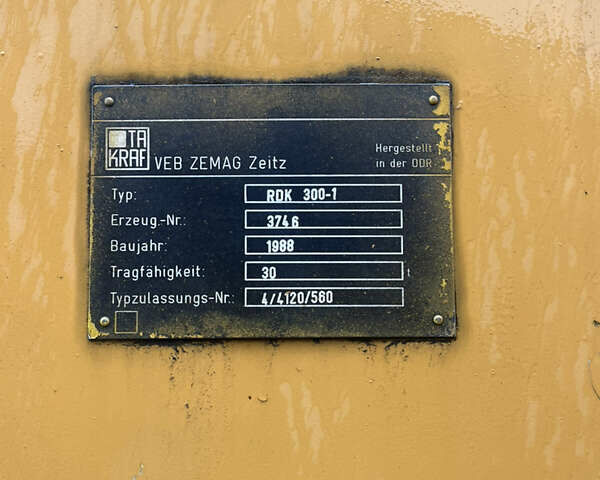 TA
KRAF
VEB ZEMAG Zeitz
Hergestellt
in der DDR
Typ: RDK 300-1
Erzeug.-Nr.: 3746
Baujahr: 1988
Tragfähigkeit: 30 t
Typzulassungs-Nr.: 4/4120/560